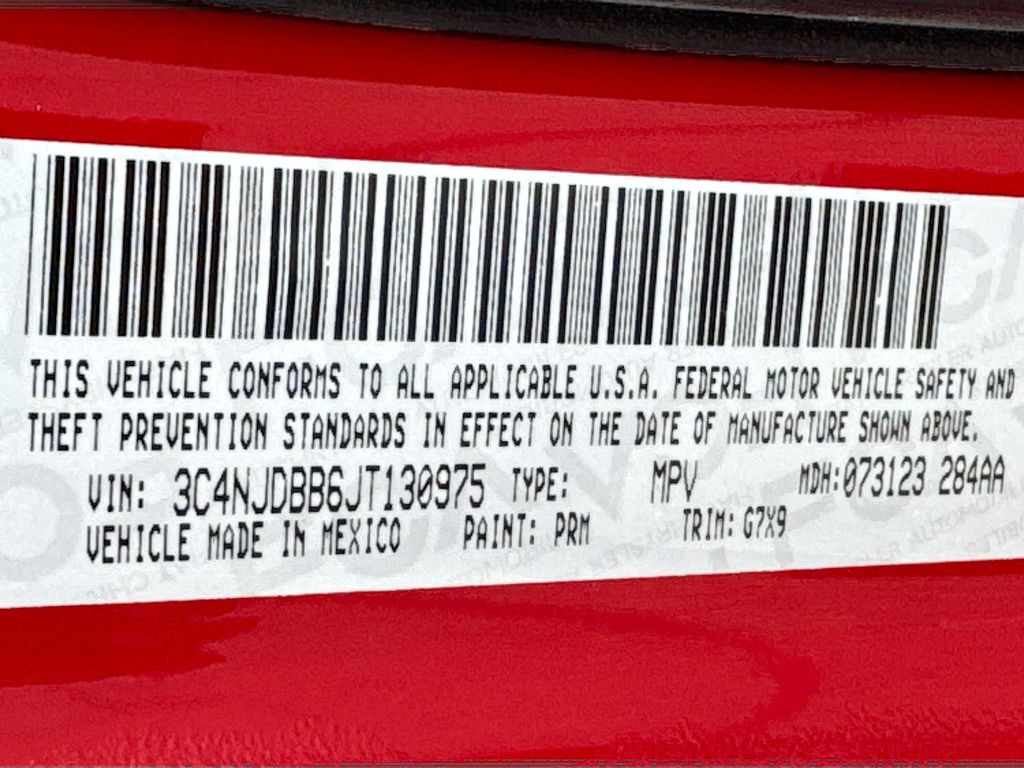 THIS VEHICLE CONFORMS TO ALL APPLICABLE U.S.A. FEDERAL MOTOR VEHICLE SAFETY AND
THEFT PREVENTION STANDARDS IN EFFECT ON THE DATE OF MANUFACTURE SHOWN ABOVE.
VIN: 3C4NJDBB6JT130975 TYPE: MPV MDH:073123 284AA
VEHICLE MADE IN MEXICO PAINT: PRM TRIM: G7X9